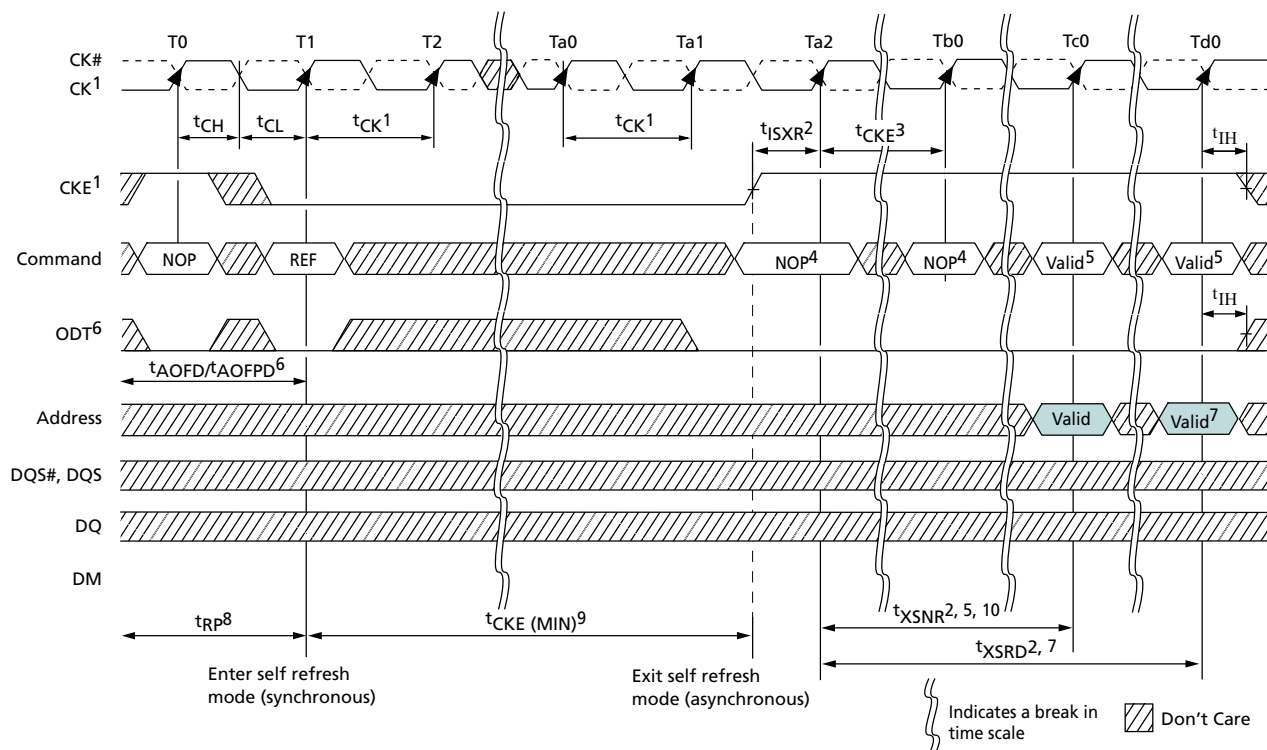 T0 T1 T2 Ta0 Ta1 Ta2 Tb0 Tc0 Td0
CK#
CK1
tCH tCL tCK1 tCK1 tISXR2 tCKE3 tIH
CKE1
Command NOP REF NOP4 NOP4 Valid5 Valid5
tIH
ODT6
tAOFD/tAOFPD6
Address Valid Valid7
DQS#, DQS
DQ
DM
tRP8 tCKE (MIN)9 tXSNR2, 5, 10
tXSRD2, 7
Enter self refresh
mode (synchronous)
Exit self refresh
mode (asynchronous)
Indicates a break in
time scale
Don't Care